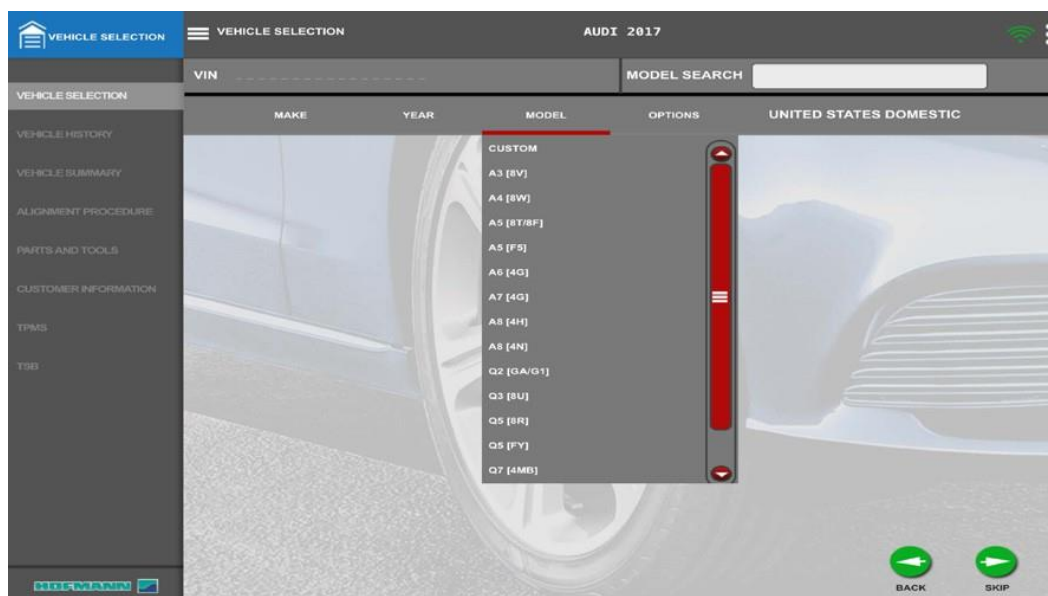 VEHICLE SELECTION
VEHICLE SELECTION
AUDI 2017
VIN
MODEL SEARCH
VEHICLE SELECTION
VEHICLE HISTORY
VEHICLE SUMMARY
ALIGNMENT PROCEDURE
PARTS AND TOOLS
CUSTOMER INFORMATION
TPMS
TSB
MAKE YEAR MODEL OPTIONS UNITED STATES DOMESTIC
CUSTOM
A3 [8V]
A4 [8W]
A5 [8T/8F]
A5 [F5]
A6 [4G]
A7 [4G]
A8 [4H]
A8 [4N]
Q2 [GA/G1]
Q3 [8U]
Q5 [8R]
Q5 [FY]
Q7 [4MB]
BACK SKIP
HOFMANN